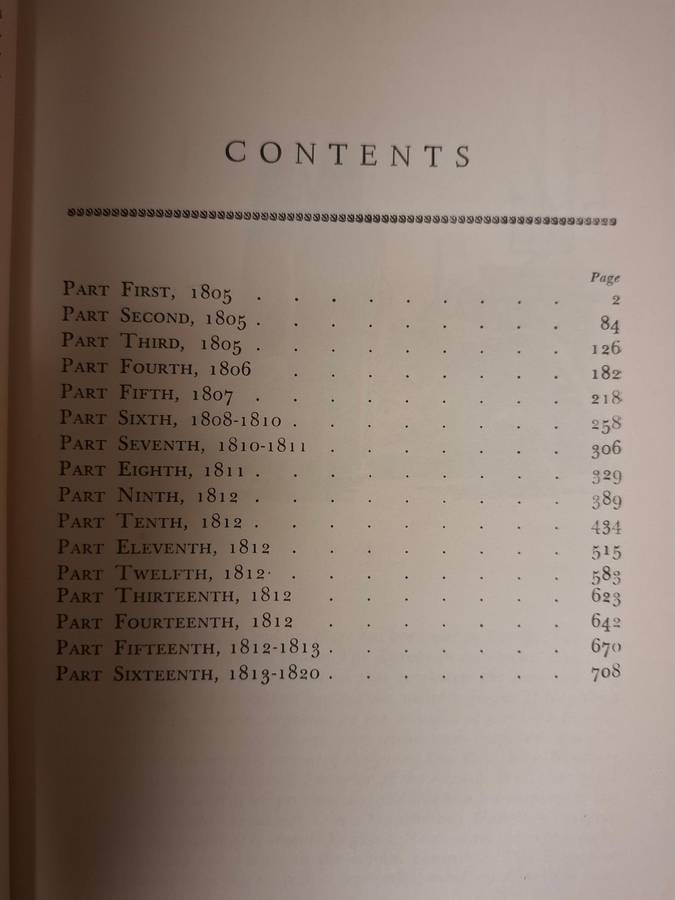 CONTENTS
Page
PART FIRST, 1805 . . . . . . . . . 2
PART SECOND, 1805 . . . . . . . . . 84
PART THIRD, 1805 . . . . . . . . . 126
PART FOURTH, 1806 . . . . . . . . 182
PART FIFTH, 1807 . . . . . . . . . 218
PART SIXTH, 1808-1810 . . . . . . . . 258
PART SEVENTH, 1810-1811 . . . . . . . 306
PART EIGHTH, 1811 . . . . . . . . . 329
PART NINTH, 1812 . . . . . . . . . 389
PART TENTH, 1812 . . . . . . . . . 434
PART ELEVENTH, 1812 . . . . . . . . 515
PART TWELFTH, 1812 . . . . . . . . 583
PART THIRTEENTH, 1812 . . . . . . . 623
PART FOURTEENTH, 1812 . . . . . . . 642
PART FIFTEENTH, 1812-1813 . . . . . . . 670
PART SIXTEENTH, 1813-1820 . . . . . . . 708